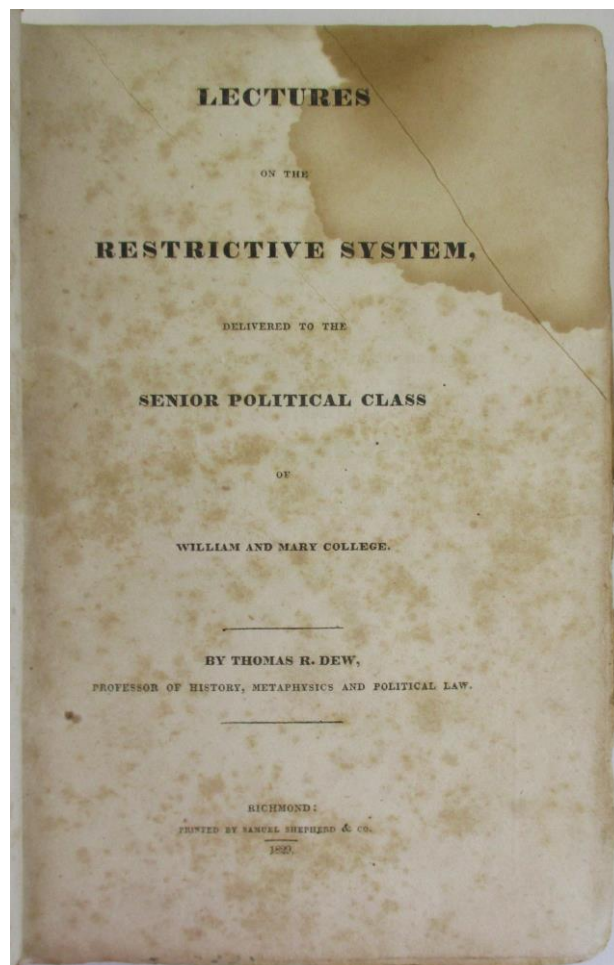 LECTURES
ON THE
RESTRICTIVE SYSTEM,
DELIVERED TO THE
SENIOR POLITICAL CLASS
OF
WILLIAM AND MARY COLLEGE.
BY THOMAS R. DEW,
PROFESSOR OF HISTORY, METAPHYSICS AND POLITICAL LAW.
RICHMOND:
PRINTED BY SAMUEL SHEPHERD & CO.
1829.